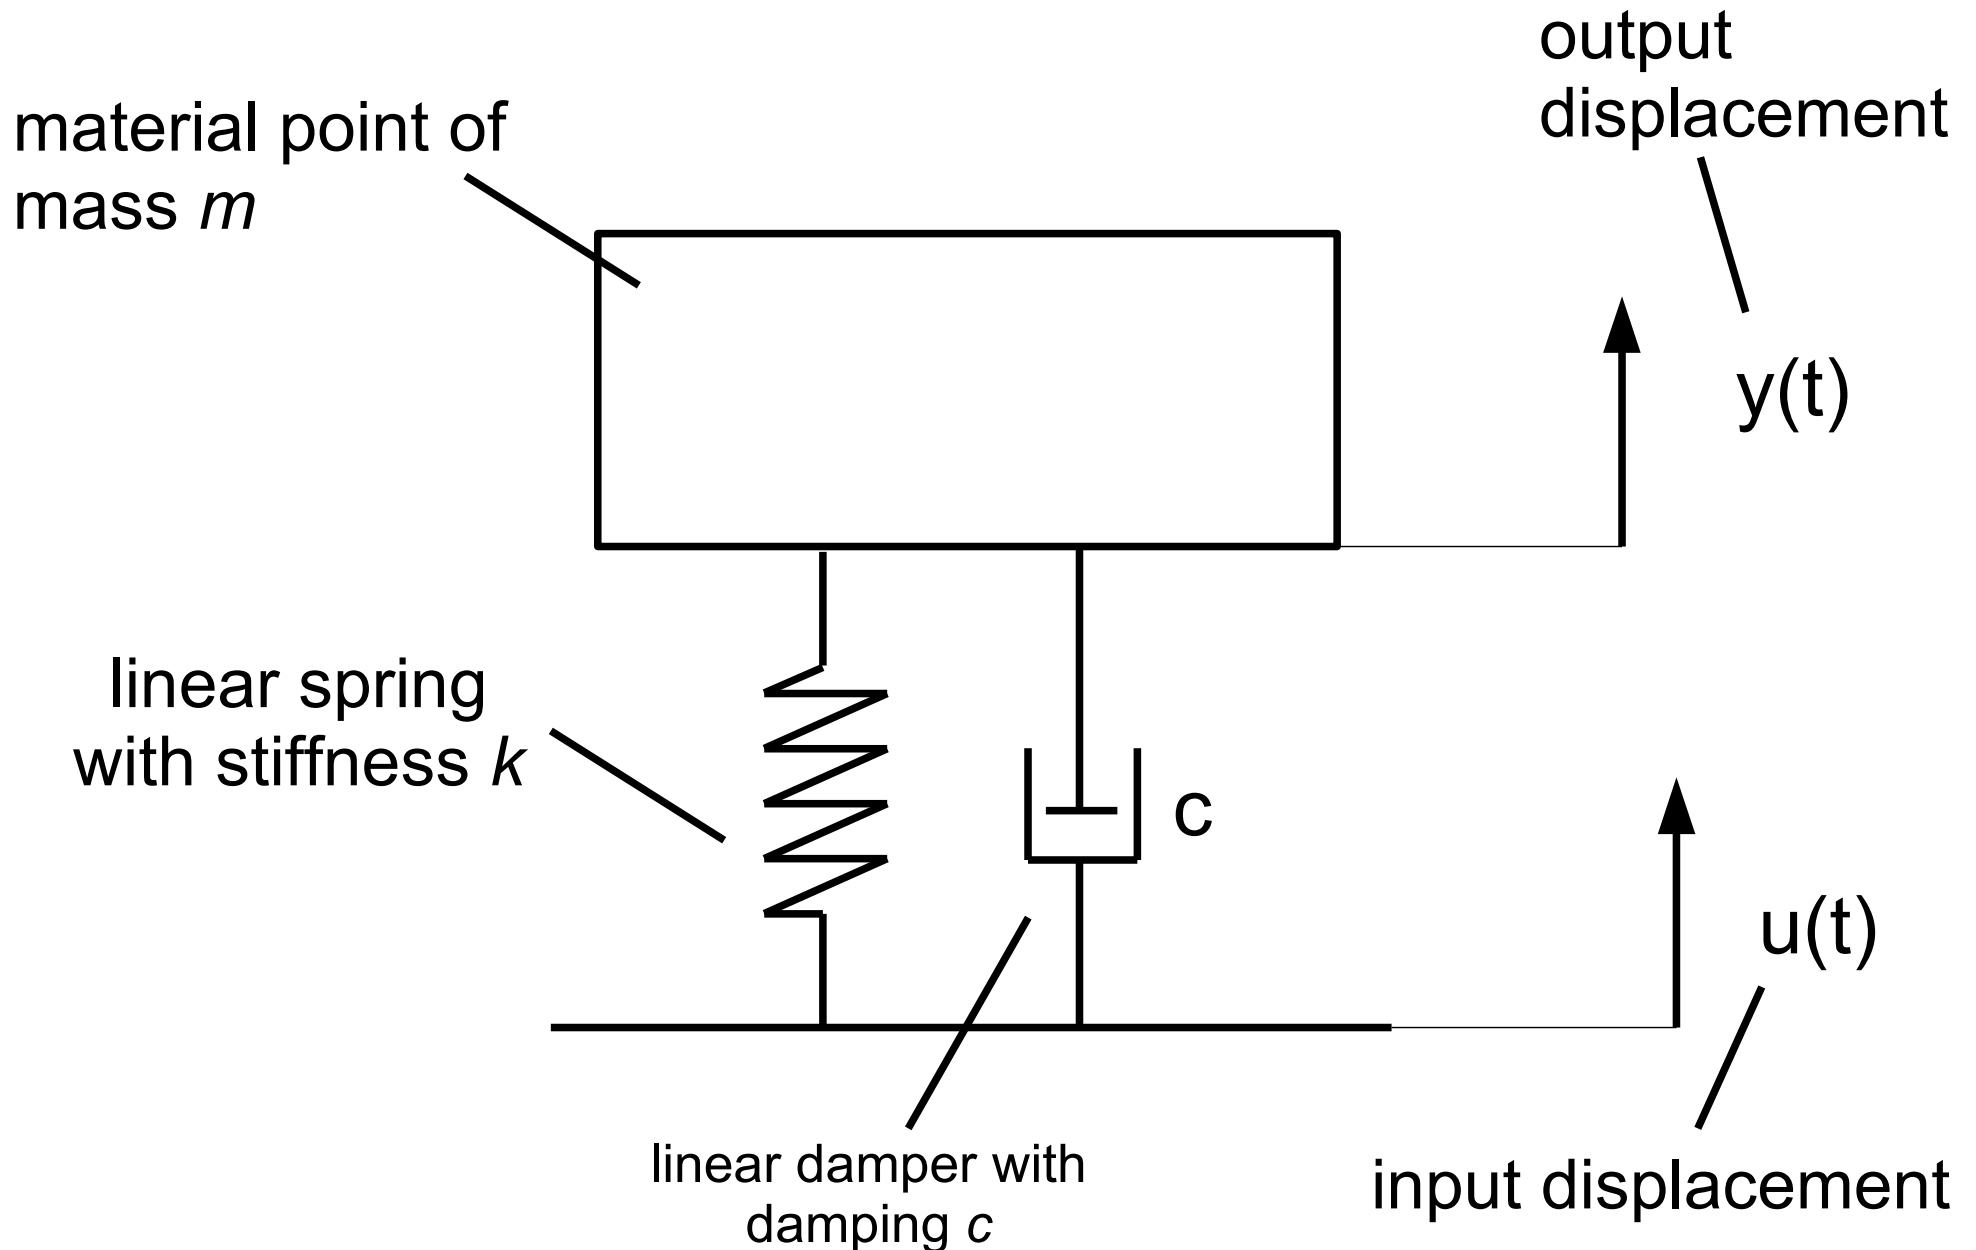 output
displacement
material point of
mass m
y(t)
linear spring
with stiffness k
c
u(t)
linear damper with
damping c
input displacement